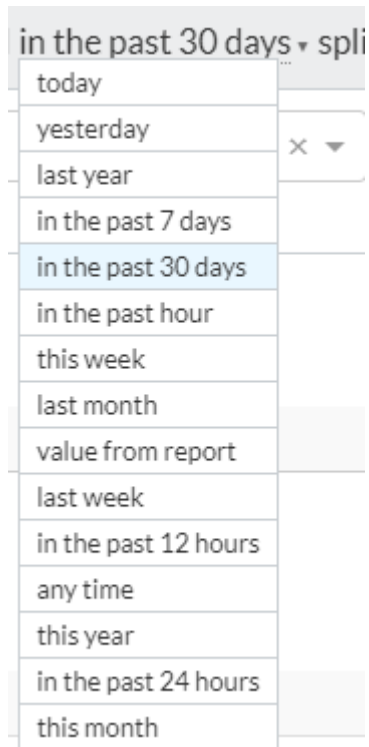 in the past 30 days spli
today
yesterday
last year
in the past 7 days
in the past 30 days
in the past hour
this week
last month
value from report
last week
in the past 12 hours
any time
this year
in the past 24 hours
this month